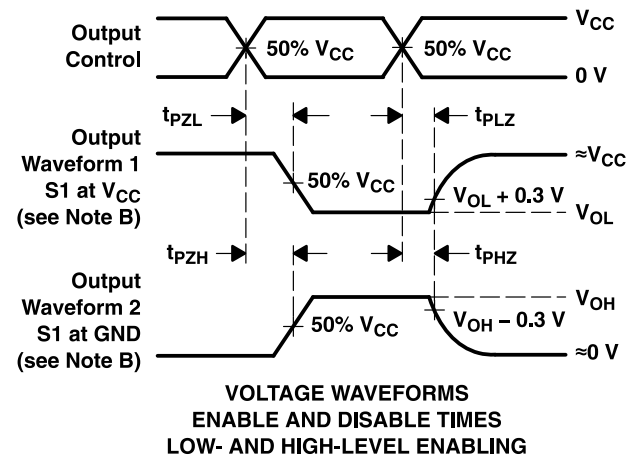 Output
Control
50% VCC
50% VCC
VCC
0 V
tPZL
tPLZ
Output
Waveform 1
S1 at VCC
(see Note B)
50% VCC
VOL + 0.3 V
≈VCC
VOL
tPZH
tPHZ
Output
Waveform 2
S1 at GND
(see Note B)
50% VCC
VOH − 0.3 V
VOH
≈0 V
VOLTAGE WAVEFORMS
ENABLE AND DISABLE TIMES
LOW- AND HIGH-LEVEL ENABLING